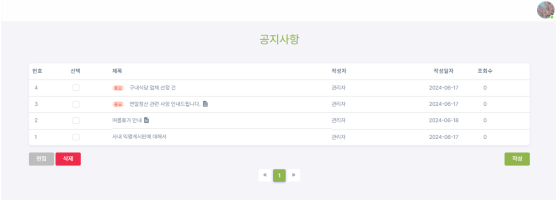 공지사항
번호 선택 제목 작성자 작성일자 조회수
4 중요 구내식당 업체 선정 건 관리자 2024-06-17 0
3 중요 연말정산 관련 사항 안내드립니다. 관리자 2024-06-17 0
2 여름휴가 안내 관리자 2024-06-18 0
1 사내 익명게시판에 대해서 관리자 2024-06-17 0
편집 삭제 작성
« 1 »